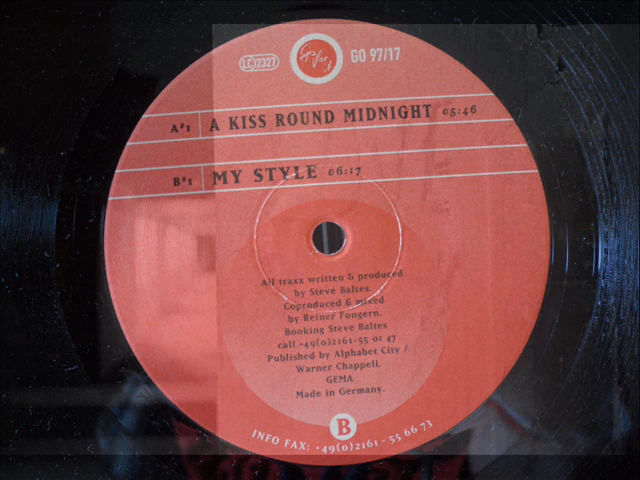 LC 2327
GO 97/17
A#1 A KISS ROUND MIDNIGHT 05:46
B#1 MY STYLE 06:17
All traxx written & produced
by Steve Baltes.
Coproduced & mixed
by Reiner Fongern.
Booking Steve Baltes
call +49(0)2161-55 01 47
Published by Alphabet City /
Warner Chappell.
GEMA
Made in Germany.
B
INFO FAX: +49(0)2161 - 55 66 73